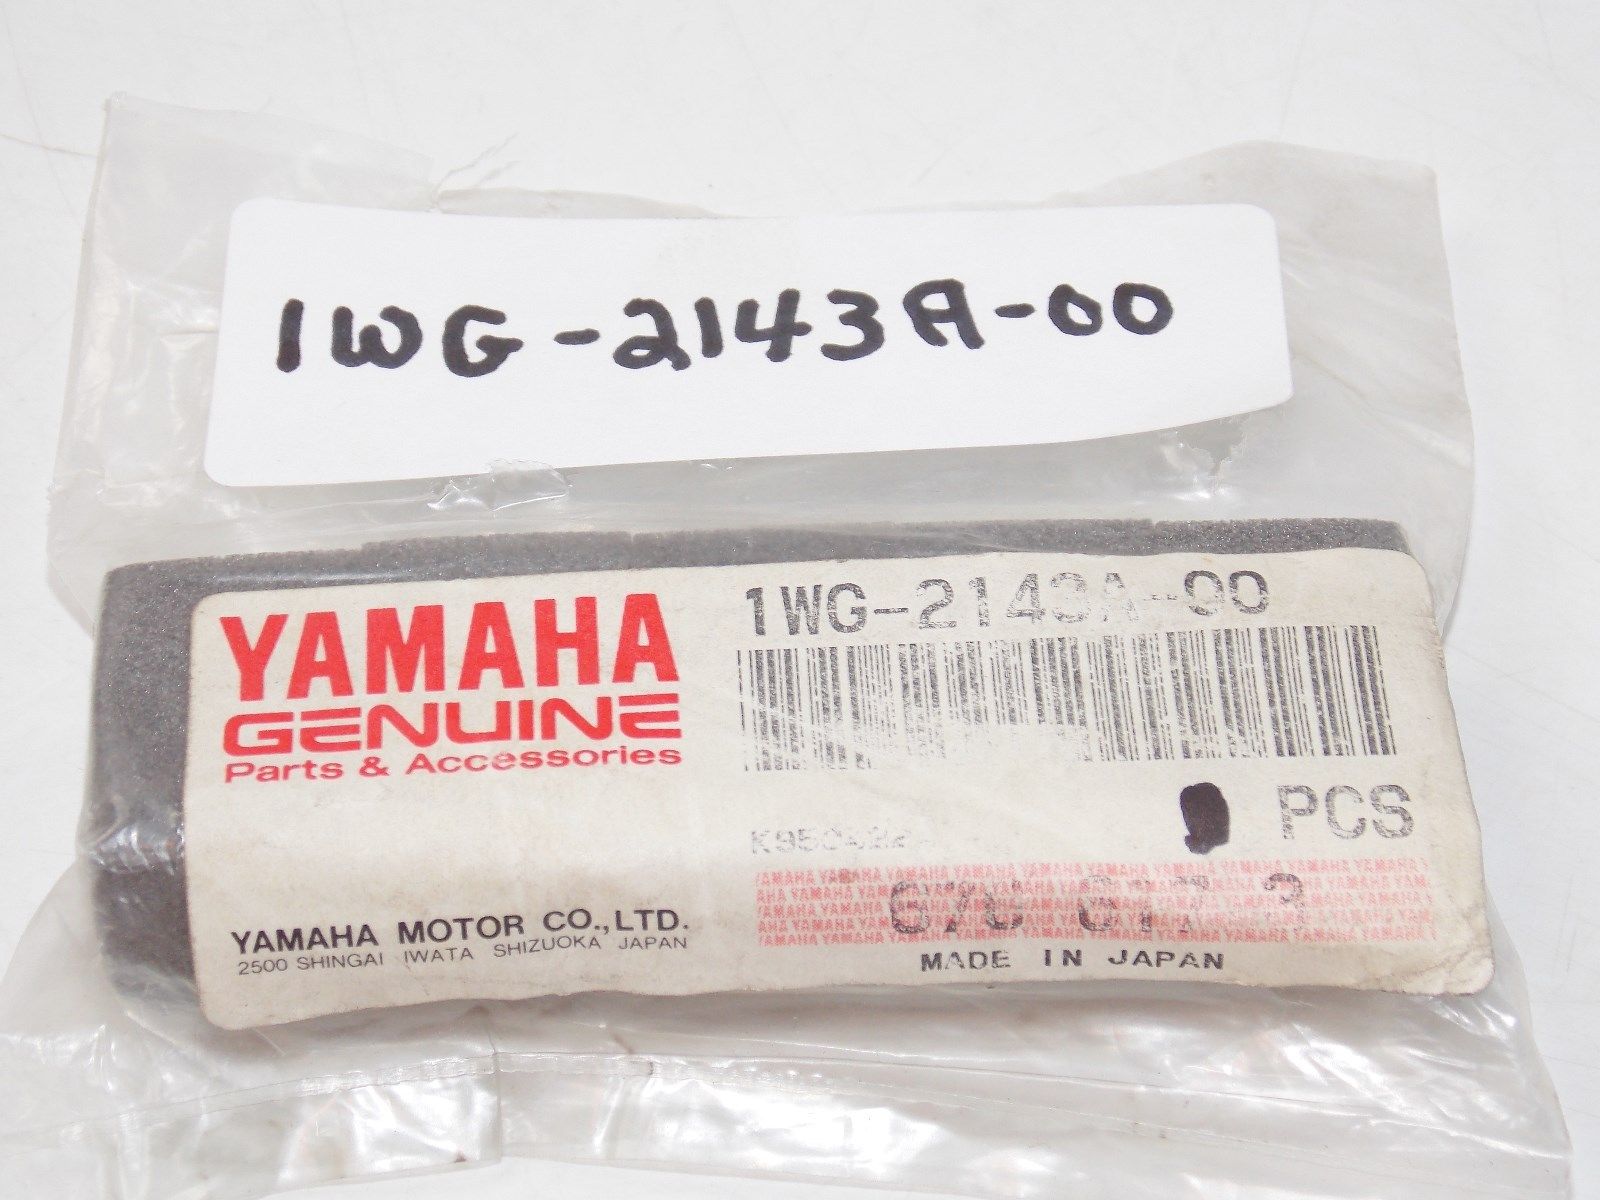 1WG-2143A-00
YAMAHA
GENUINE
Parts & Accessories
1WG-2143A-00
PCS
YAMAHA MOTOR CO.,LTD.
2500 SHINGAI IWATA SHIZUOKA JAPAN
MADE IN JAPAN